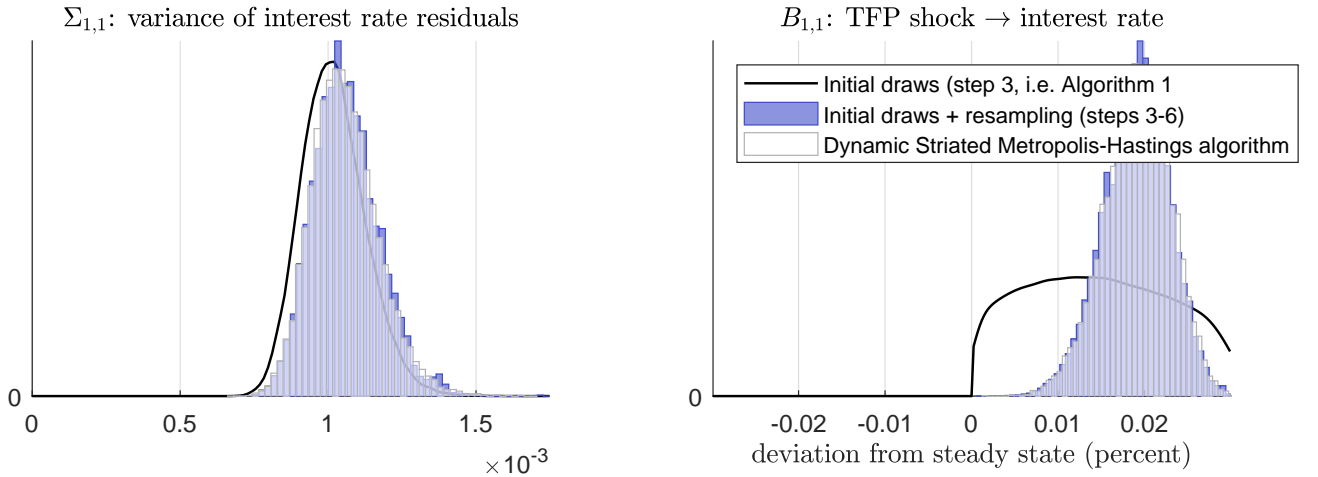 Σ1,1: variance of interest rate residuals
0
0 0.5 1 1.5
×10-3
B1,1: TFP shock → interest rate
Initial draws (step 3, i.e. Algorithm 1
Initial draws + resampling (steps 3-6)
Dynamic Striated Metropolis-Hastings algorithm
0
-0.02 -0.01 0 0.01 0.02
deviation from steady state (percent)